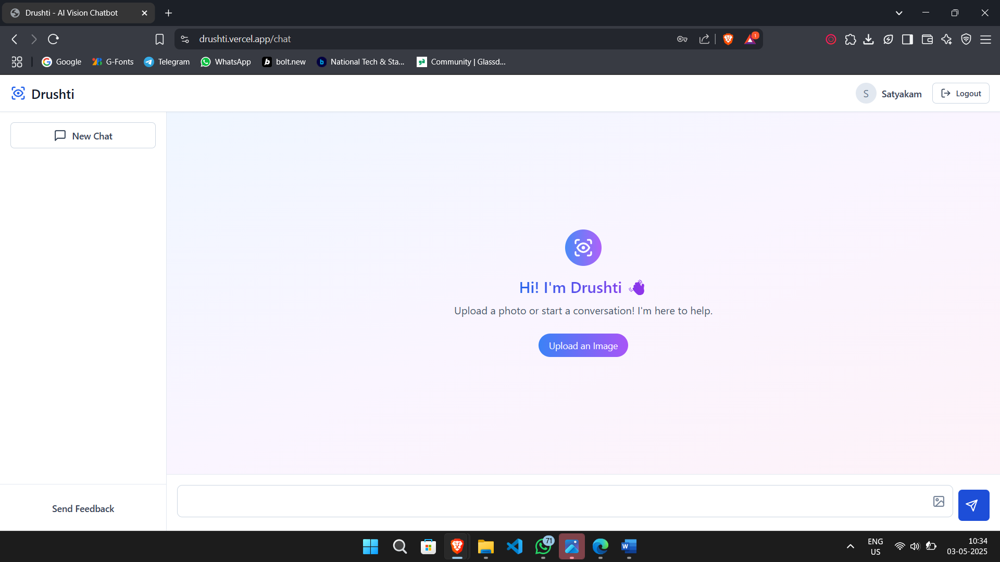 Drushti - AI Vision Chatbot
drushti.vercel.app/chat
1
Google
G-Fonts
Telegram
WhatsApp
bolt.new
National Tech & Sta...
Community | Glassd...
Drushti
S
Satyakam
Logout
New Chat
Hi! I'm Drushti 👋
Upload a photo or start a conversation! I'm here to help.
Upload an Image
Send Feedback
71
ENG
US
10:34
03-05-2025